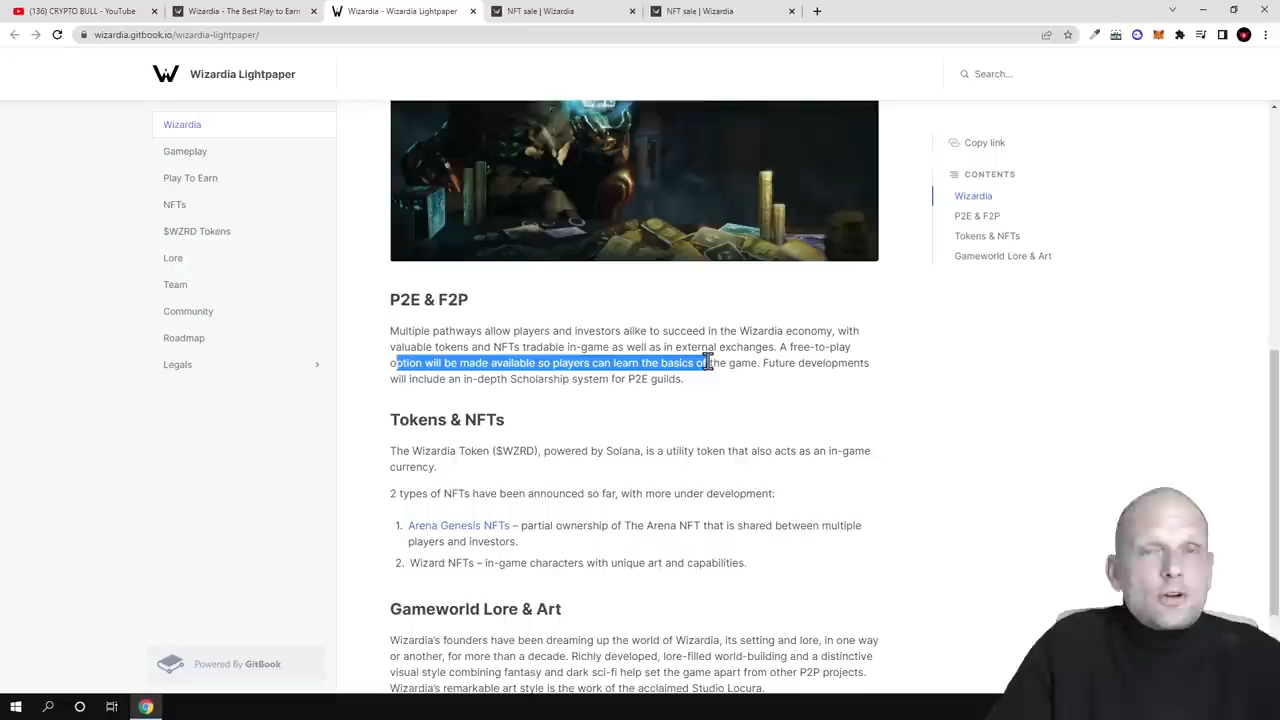 (136) CRYPTO BULL - YouTube
Wizardia - The Best Play to Earn
Wizardia - Wizardia Lightpaper
NFT sale | Wizardia
NFT sale | Wizardia
wizardia.gitbook.io/wizardia-lightpaper/
Wizardia Lightpaper
Search...
Wizardia
Gameplay
Play To Earn
NFTs
$WZRD Tokens
Lore
Team
Community
Roadmap
Legals
Powered By GitBook
P2E & F2P
Multiple pathways allow players and investors alike to succeed in the Wizardia economy, with
valuable tokens and NFTs tradable in-game as well as in external exchanges. A free-to-play
option will be made available so players can learn the basics of the game. Future developments
will include an in-depth Scholarship system for P2E guilds.
Tokens & NFTs
The Wizardia Token ($WZRD), powered by Solana, is a utility token that also acts as an in-game
currency.
2 types of NFTs have been announced so far, with more under development:
1. Arena Genesis NFTs – partial ownership of The Arena NFT that is shared between multiple
players and investors.
2. Wizard NFTs – in-game characters with unique art and capabilities.
Gameworld Lore & Art
Wizardia's founders have been dreaming up the world of Wizardia, its setting and lore, in one way
or another, for more than a decade. Richly developed, lore-filled world-building and a distinctive
visual style combining fantasy and dark sci-fi help set the game apart from other P2P projects.
Wizardia's remarkable art style is the work of the acclaimed Studio Locura.
Copy link
CONTENTS
Wizardia
P2E & F2P
Tokens & NFTs
Gameworld Lore & Art